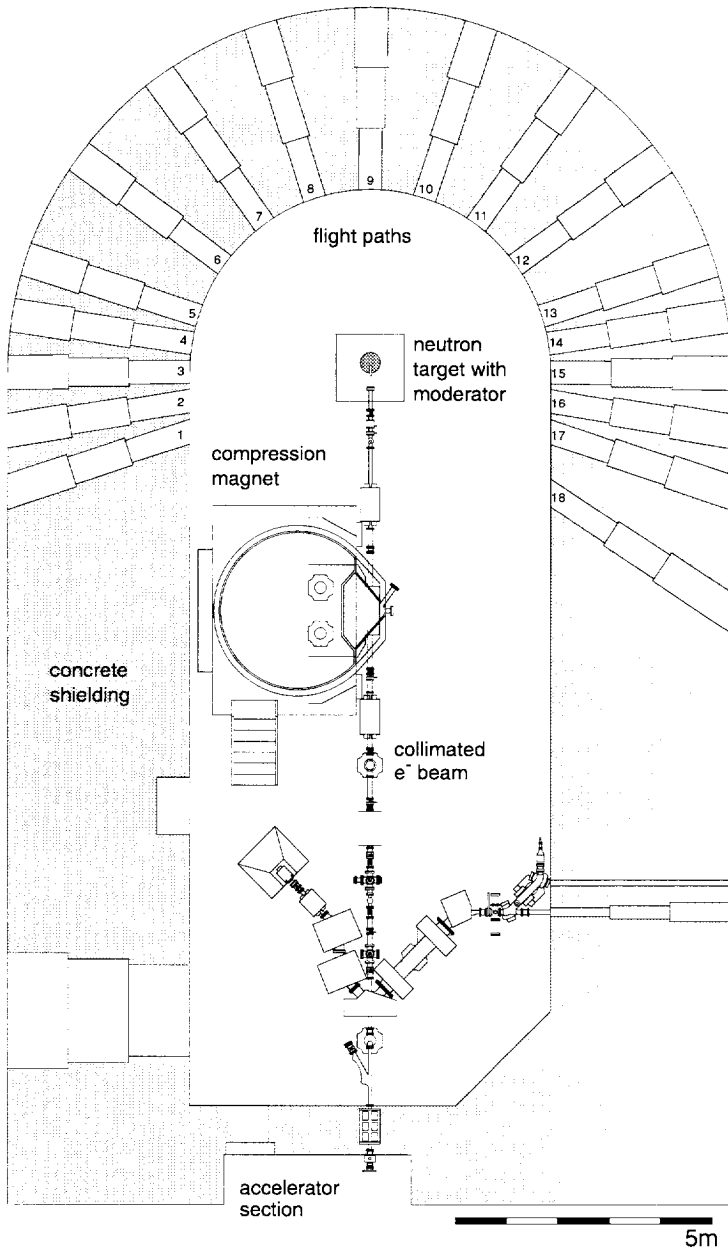 9
8
10
7
11
6
12
flight paths
5
13
4
14
3
15
2
16
1
17
18
neutron
target with
moderator
compression
magnet
concrete
shielding
collimated
e⁻ beam
accelerator
section
5m